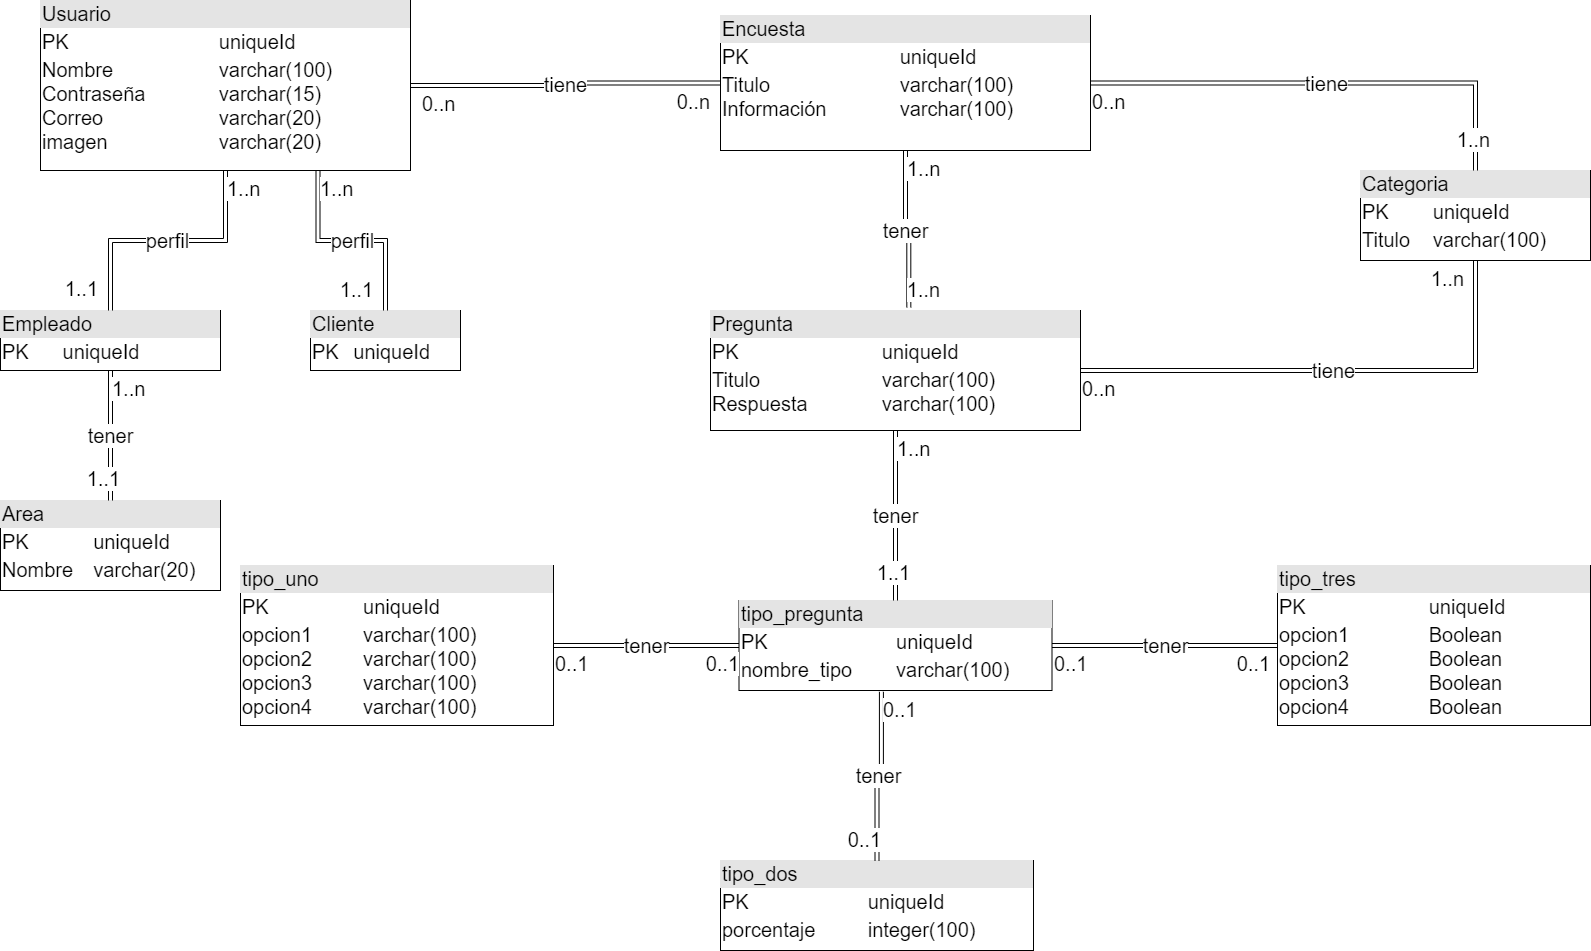 Usuario
PK uniqueId
Nombre varchar(100)
Contraseña varchar(15)
Correo varchar(20)
imagen varchar(20)
Encuesta
PK uniqueId
Titulo varchar(100)
Información varchar(100)
0..n tiene 0..n
0..n tiene 1..n
Categoria
PK uniqueId
Titulo varchar(100)
1..n perfil 1..1
1..n perfil 1..1
1..n
tener
1..n
1..n tiene 0..n
Empleado
PK uniqueId
Cliente
PK uniqueId
Pregunta
PK uniqueId
Titulo varchar(100)
Respuesta varchar(100)
1..n
tener
1..1
Area
PK uniqueId
Nombre varchar(20)
1..n
tener
1..1
tipo_uno
PK uniqueId
opcion1 varchar(100)
opcion2 varchar(100)
opcion3 varchar(100)
opcion4 varchar(100)
0..1 tener 0..1
tipo_pregunta
PK uniqueId
nombre_tipo varchar(100)
0..1 tener 0..1
tipo_tres
PK uniqueId
opcion1 Boolean
opcion2 Boolean
opcion3 Boolean
opcion4 Boolean
0..1
tener
0..1
tipo_dos
PK uniqueId
porcentaje integer(100)